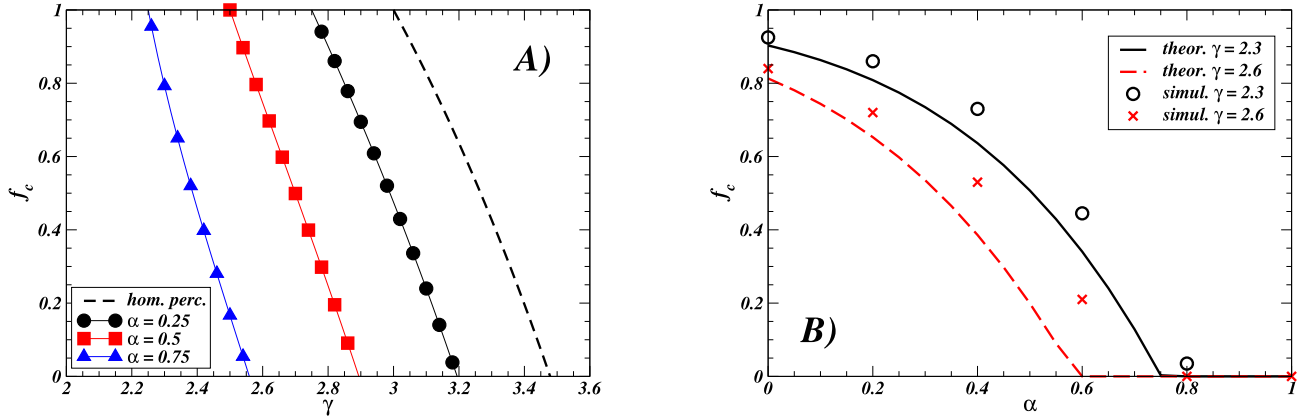 A)
f_c
1
0.8
0.6
0.4
0.2
0
2 2.2 2.4 2.6 2.8 3 3.2 3.4 3.6
γ
hom. perc.
α = 0.25
α = 0.5
α = 0.75
B)
f_c
1
0.8
0.6
0.4
0.2
0
0 0.2 0.4 0.6 0.8 1
α
theor. γ = 2.3
theor. γ = 2.6
simul. γ = 2.3
simul. γ = 2.6